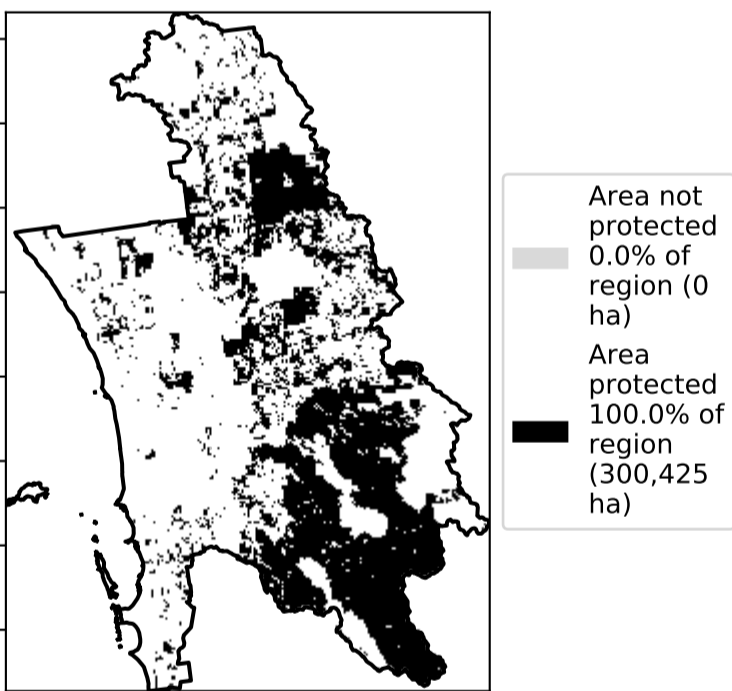 Area not
protected
0.0% of
region (0
ha)
Area
protected
100.0% of
region
(300,425
ha)